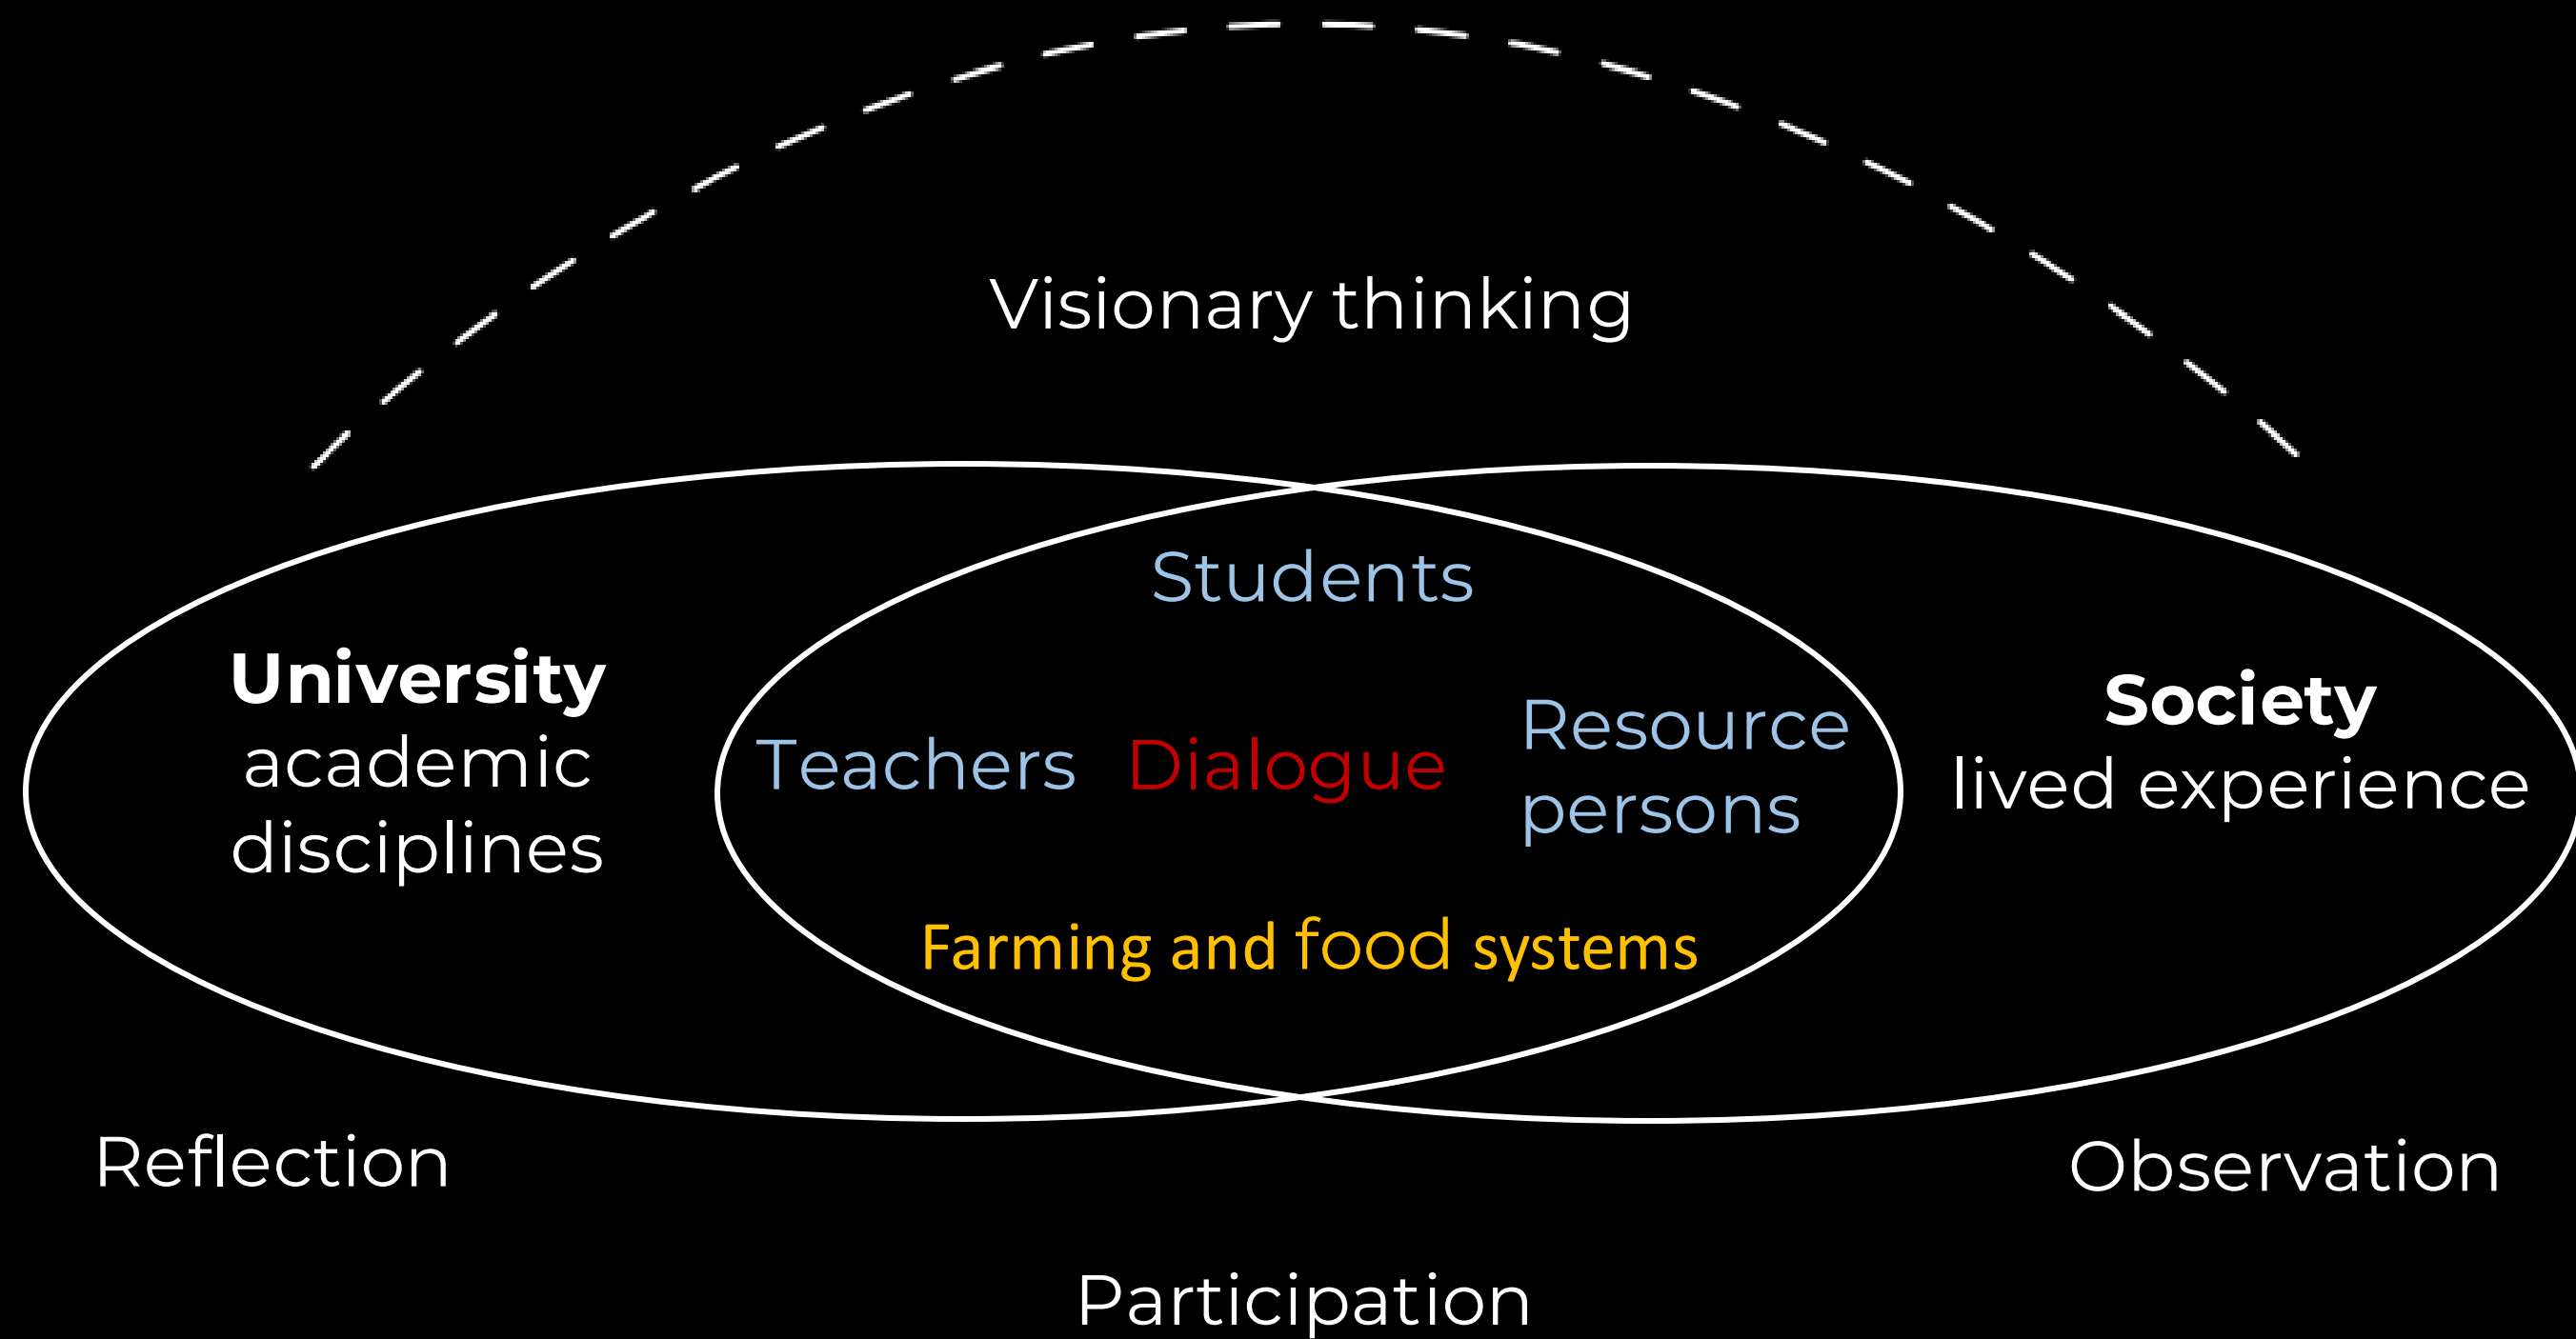 Visionary thinking
Students
University
academic
disciplines
Teachers
Dialogue
Resource
persons
Society
lived experience
Farming and food systems
Reflection
Observation
Participation